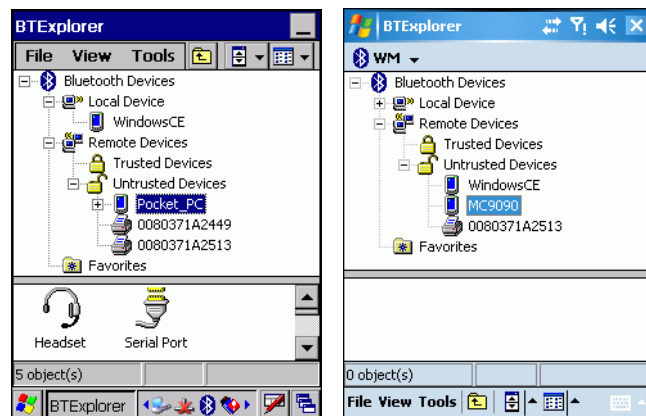 BTExplorer
File View Tools
Bluetooth Devices
Local Device
WindowsCE
Remote Devices
Trusted Devices
Untrusted Devices
Pocket_PC
0080371A2449
0080371A2513
Favorites
Headset Serial Port
5 object(s)
BTExplorer
BTExplorer
WM
Bluetooth Devices
Local Device
Remote Devices
Trusted Devices
Untrusted Devices
WindowsCE
MC9090
0080371A2513
Favorites
0 object(s)
File View Tools